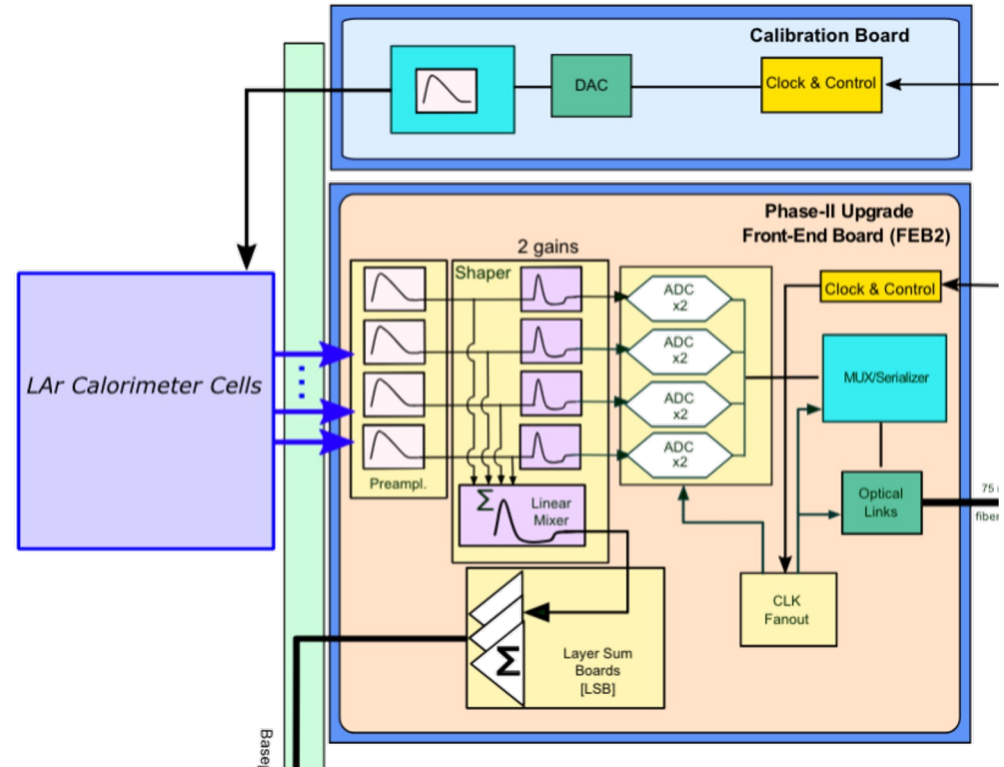 Calibration Board
DAC
Clock & Control
Phase-II Upgrade
Front-End Board (FEB2)
2 gains
Shaper
ADC
x2
ADC
x2
ADC
x2
ADC
x2
Clock & Control
MUX/Serializer
LAr Calorimeter Cells
Preampl.
Σ
Linear
Mixer
Optical
Links
75
CLK
Fanout
Σ
Layer Sum
Boards
[LSB]